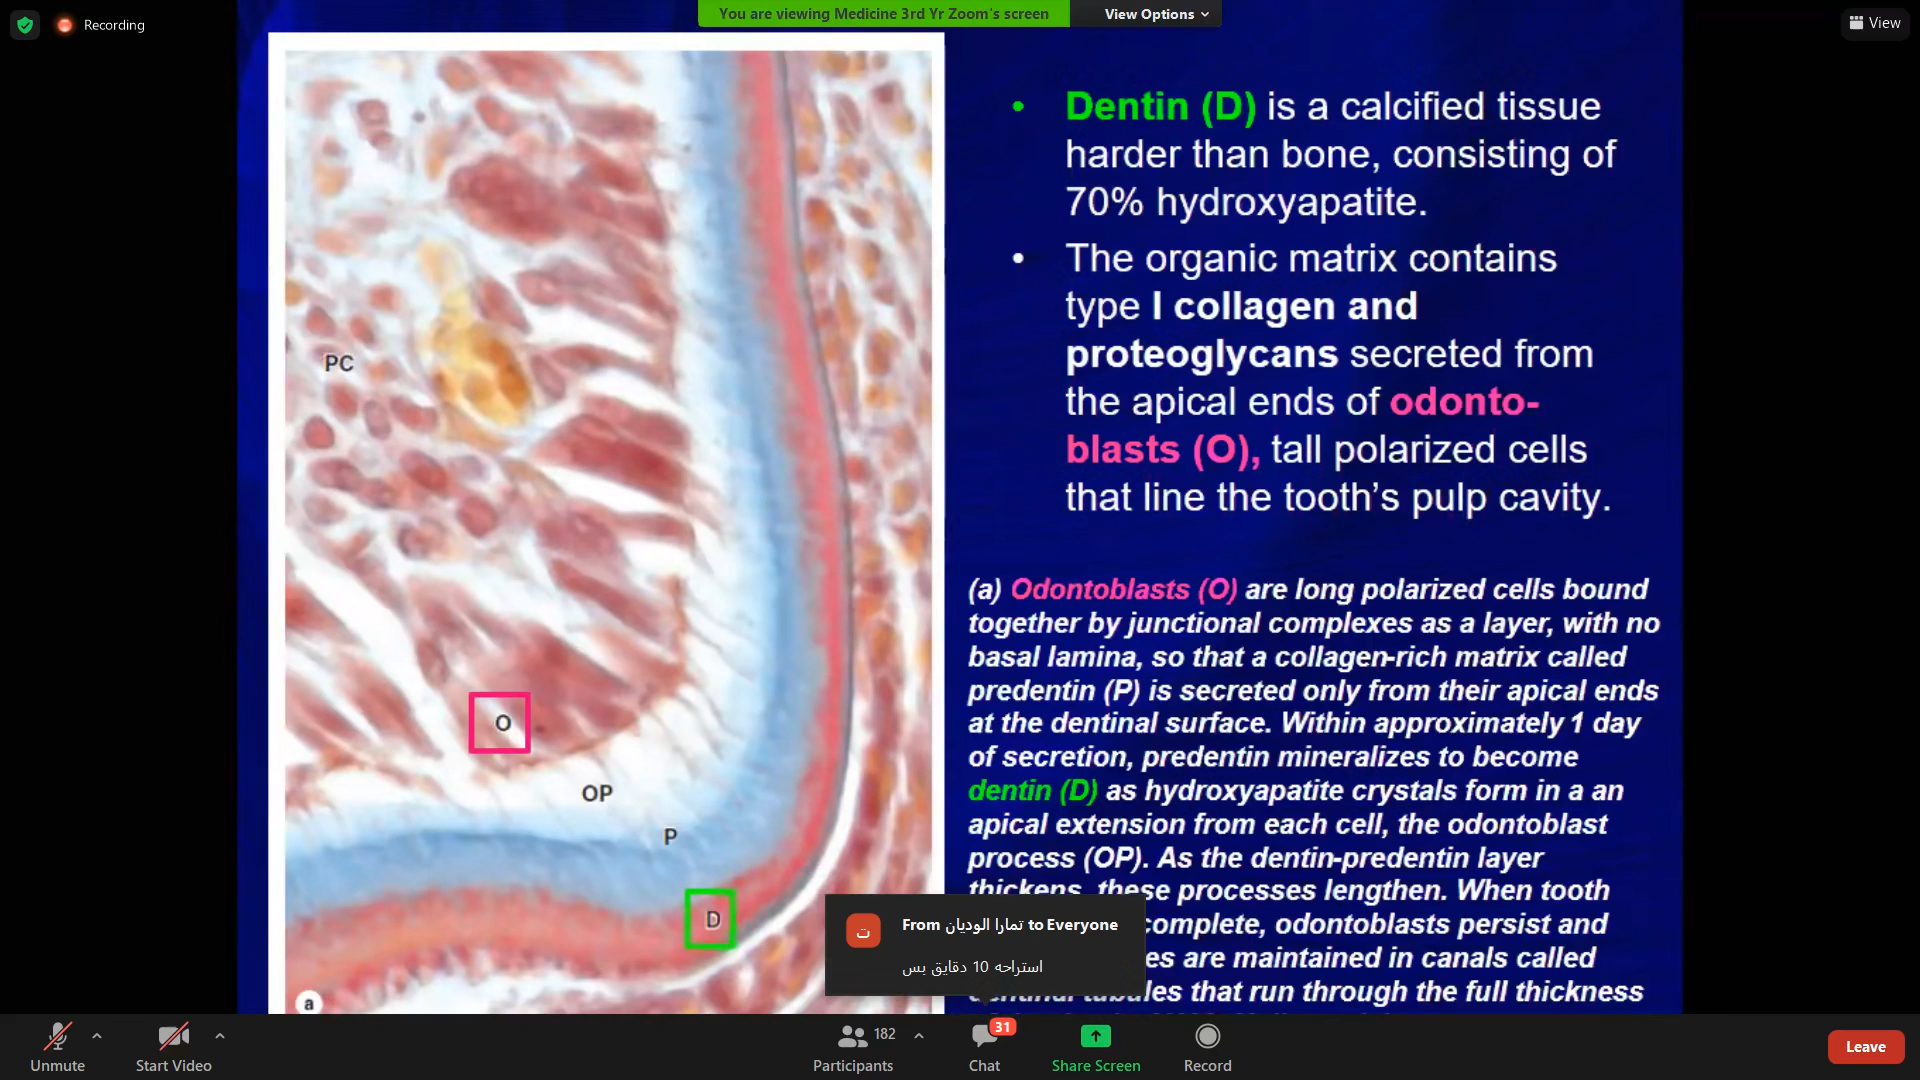 Recording
You are viewing Medicine 3rd Yr Zoom's screen
View Options
View
PC
O
OP
P
D
a
• Dentin (D) is a calcified tissue
harder than bone, consisting of
70% hydroxyapatite.
• The organic matrix contains
type I collagen and
proteoglycans secreted from
the apical ends of odonto-
blasts (O), tall polarized cells
that line the tooth's pulp cavity.
(a) Odontoblasts (O) are long polarized cells bound
together by junctional complexes as a layer, with no
basal lamina, so that a collagen-rich matrix called
predentin (P) is secreted only from their apical ends
at the dentinal surface. Within approximately 1 day
of secretion, predentin mineralizes to become
dentin (D) as hydroxyapatite crystals form in a an
apical extension from each cell, the odontoblast
process (OP). As the dentin-predentin layer
thickens, these processes lengthen. When tooth
complete, odontoblasts persist and
es are maintained in canals called
that run through the full thickness
ت
From تمارا الوديان to Everyone
استراحه 10 دقايق بس
Unmute
Start Video
182
Participants
31
Chat
Share Screen
Record
Leave